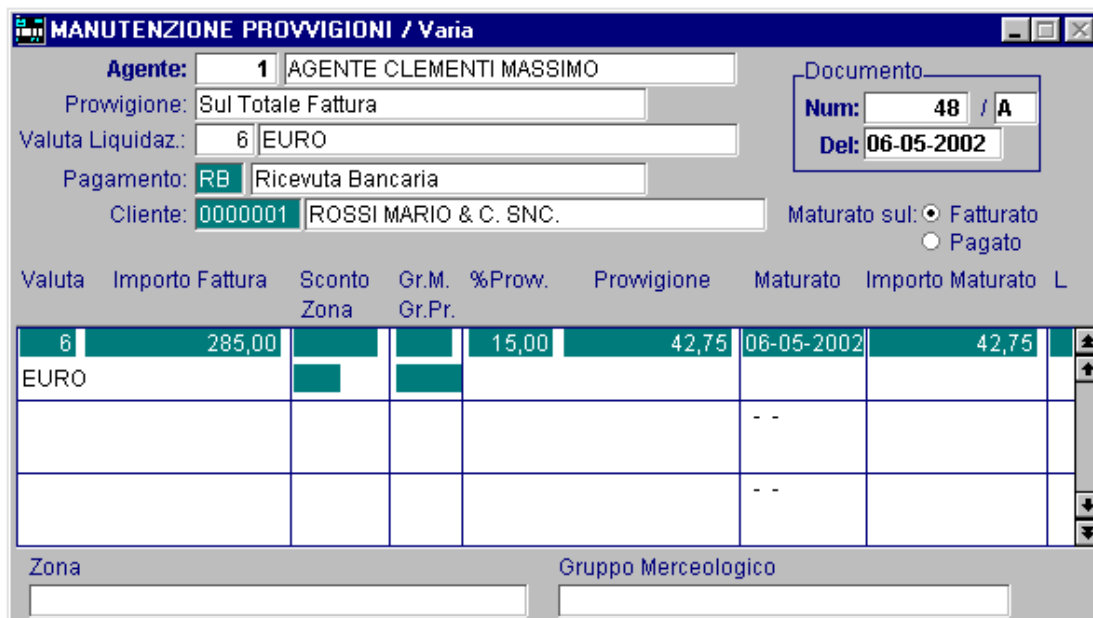 MANUTENZIONE PROVVIGIONI / Varia
Agente: 1 AGENTE CLEMENTI MASSIMO
Documento
Provvigione: Sul Totale Fattura
Num: 48 / A
Valuta Liquidaz.: 6 EURO
Del: 06-05-2002
Pagamento: RB Ricevuta Bancaria
Cliente: 0000001 ROSSI MARIO & C. SNC.
Maturato sul: Fatturato
Pagato
Valuta Importo Fattura Sconto Gr.M. %Provv. Provvigione Maturato Importo Maturato L
Zona Gr.Pr.
6 285,00 15,00 42,75 06-05-2002 42,75
EURO
- -
- -
Zona Gruppo Merceologico